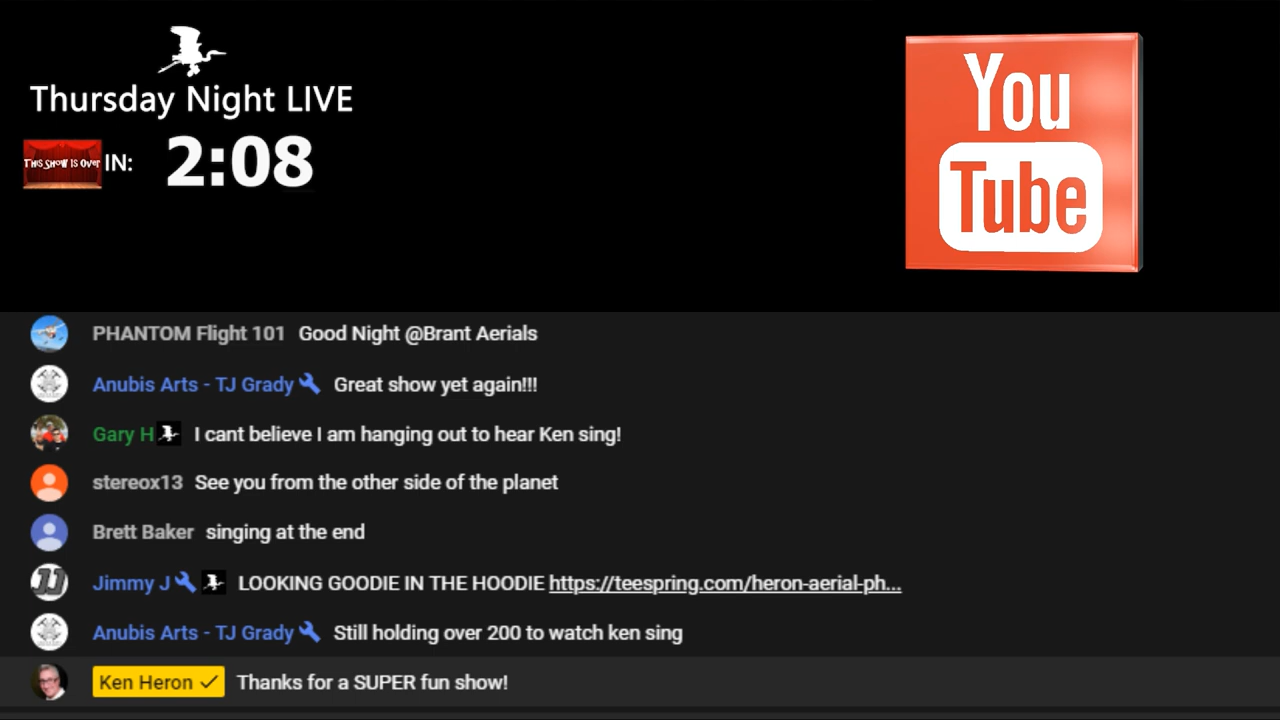 Thursday Night LIVE
THIS SHOW IS OVER IN: 2:08
You
Tube
PHANTOM Flight 101 Good Night @Brant Aerials
Anubis Arts - TJ Grady Great show yet again!!!
Gary H I cant believe I am hanging out to hear Ken sing!
stereox13 See you from the other side of the planet
Brett Baker singing at the end
Jimmy J LOOKING GOODIE IN THE HOODIE https://teespring.com/heron-aerial-ph...
Anubis Arts - TJ Grady Still holding over 200 to watch ken sing
Ken Heron Thanks for a SUPER fun show!